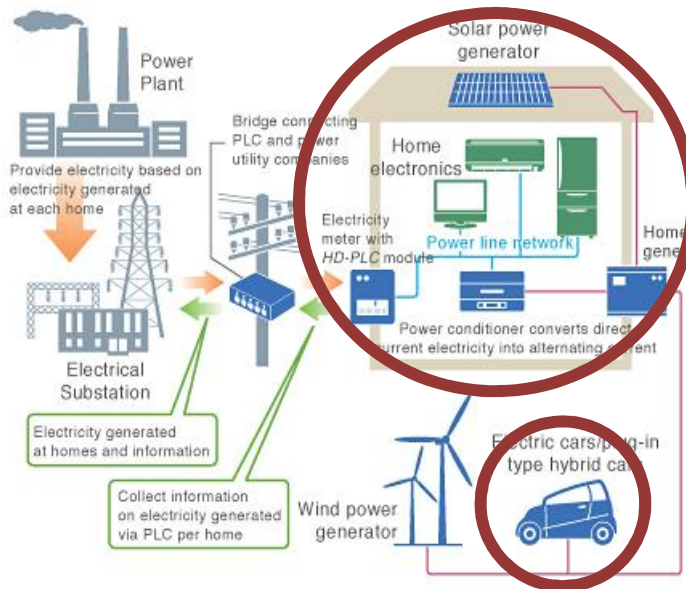 Solar power
generator
Power
Plant
Bridge connecting
PLC and power
utility companies
Home
electronics
Provide electricity based on
electricity generated
at each home
Electricity
meter with
HD-PLC module
Power line network
Home
gene
Power conditioner converts direct
current electricity into alternating current
Electrical
Substation
Electricity generated
at homes and information
Electric cars/plug-in
type hybrid cars
Collect information
on electricity generated
via PLC per home
Wind power
generator